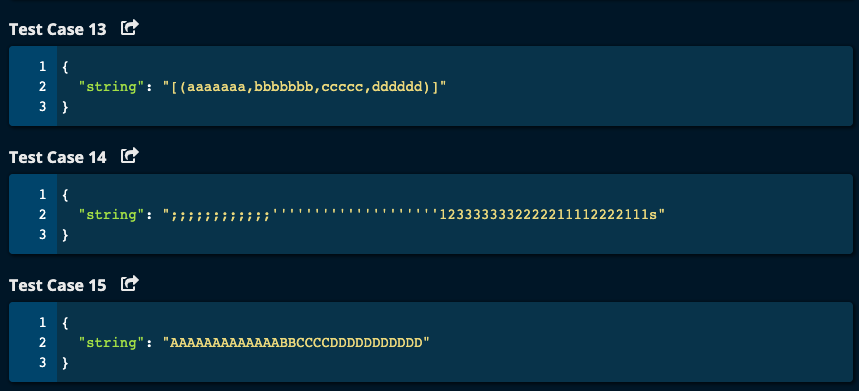 Test Case 13
1 {
2 "string": "[(aaaaaaa,bbbbbbb,ccccc,dddddd)]"
3 }
Test Case 14
1 {
2 "string": ";;;;;;;;;;;;''''''''''''''''''''1233333332222211112222111s"
3 }
Test Case 15
1 {
2 "string": "AAAAAAAAAAAAABBCCCCDDDDDDDDDDD"
3 }